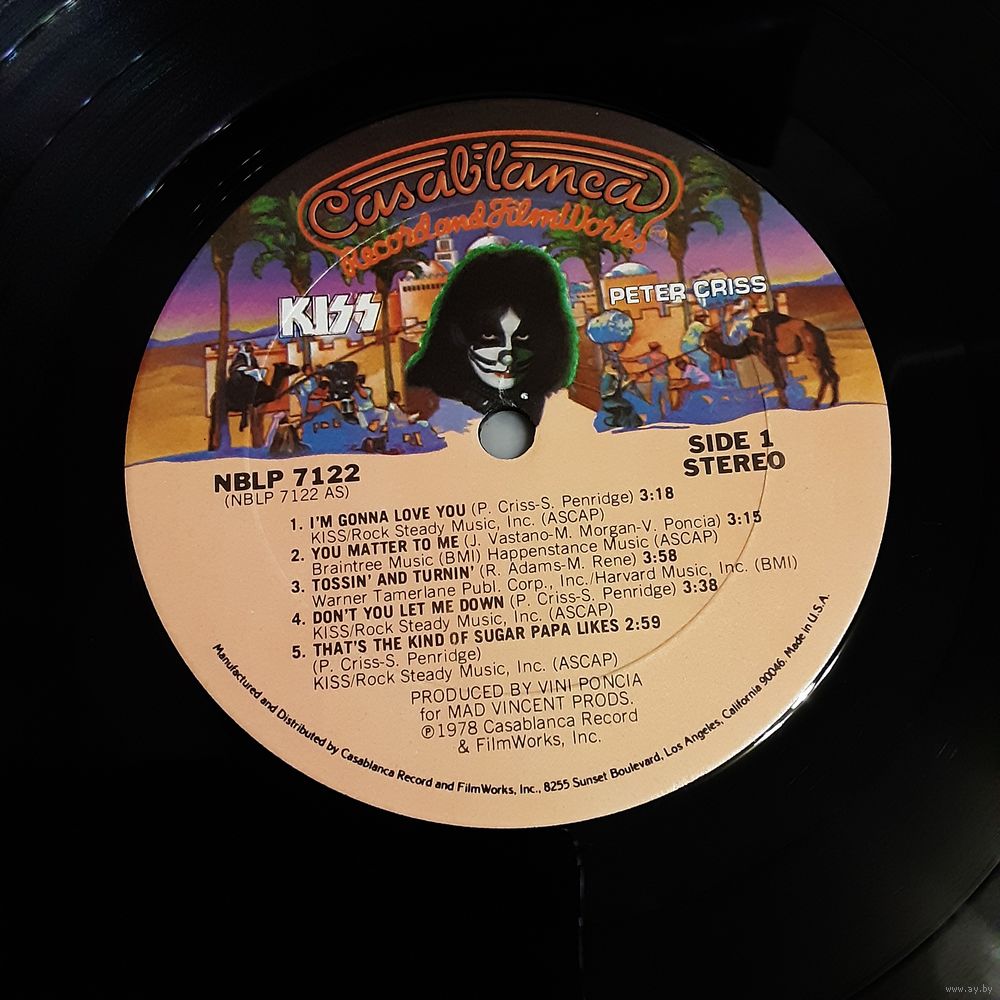 Casablanca
Record and FilmWorks
KISS
PETER CRISS
SIDE 1
STEREO
NBLP 7122
(NBLP 7122 AS)
1. I'M GONNA LOVE YOU (P. Criss-S. Penridge) 3:18
KISS/Rock Steady Music, Inc. (ASCAP)
2. YOU MATTER TO ME (J. Vastano-M. Morgan-V. Poncia) 3:15
Braintree Music (BMI) Happenstance Music (ASCAP)
3. TOSSIN' AND TURNIN' (R. Adams-M. Rene) 3:58
Warner Tamerlane Publ. Corp., Inc./Harvard Music, Inc. (BMI)
4. DON'T YOU LET ME DOWN (P. Criss-S. Penridge) 3:38
KISS/Rock Steady Music, Inc. (ASCAP)
5. THAT'S THE KIND OF SUGAR PAPA LIKES 2:59
(P. Criss-S. Penridge)
KISS/Rock Steady Music, Inc. (ASCAP)
PRODUCED BY VINI PONCIA
for MAD VINCENT PRODS.
℗1978 Casablanca Record
& FilmWorks, Inc.
Manufactured and Distributed by Casablanca Record and FilmWorks, Inc., 8255 Sunset Boulevard, Los Angeles, California 90046. Made in U.S.A.
www.ay.by